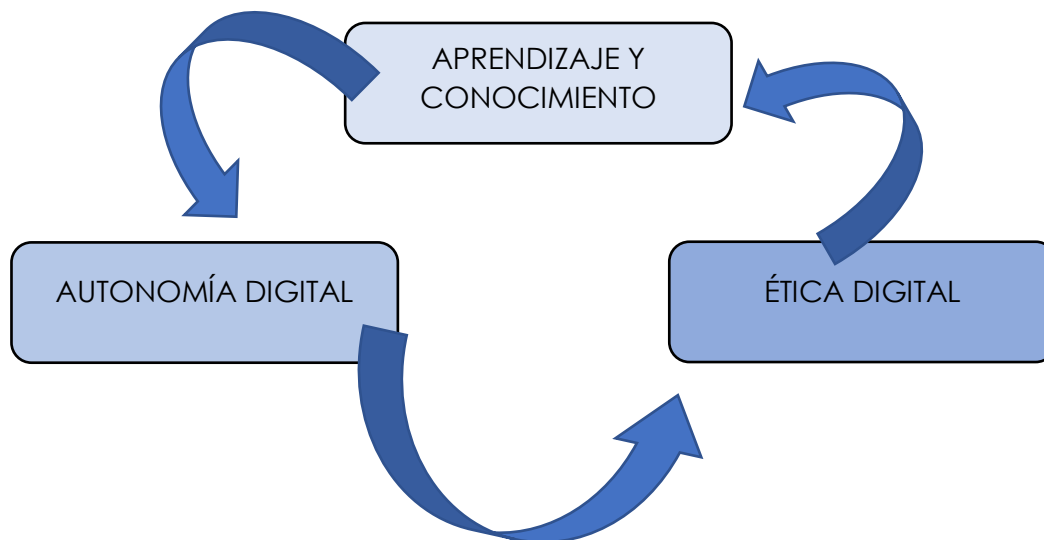 APRENDIZAJE Y
CONOCIMIENTO
AUTONOMÍA DIGITAL
ÉTICA DIGITAL